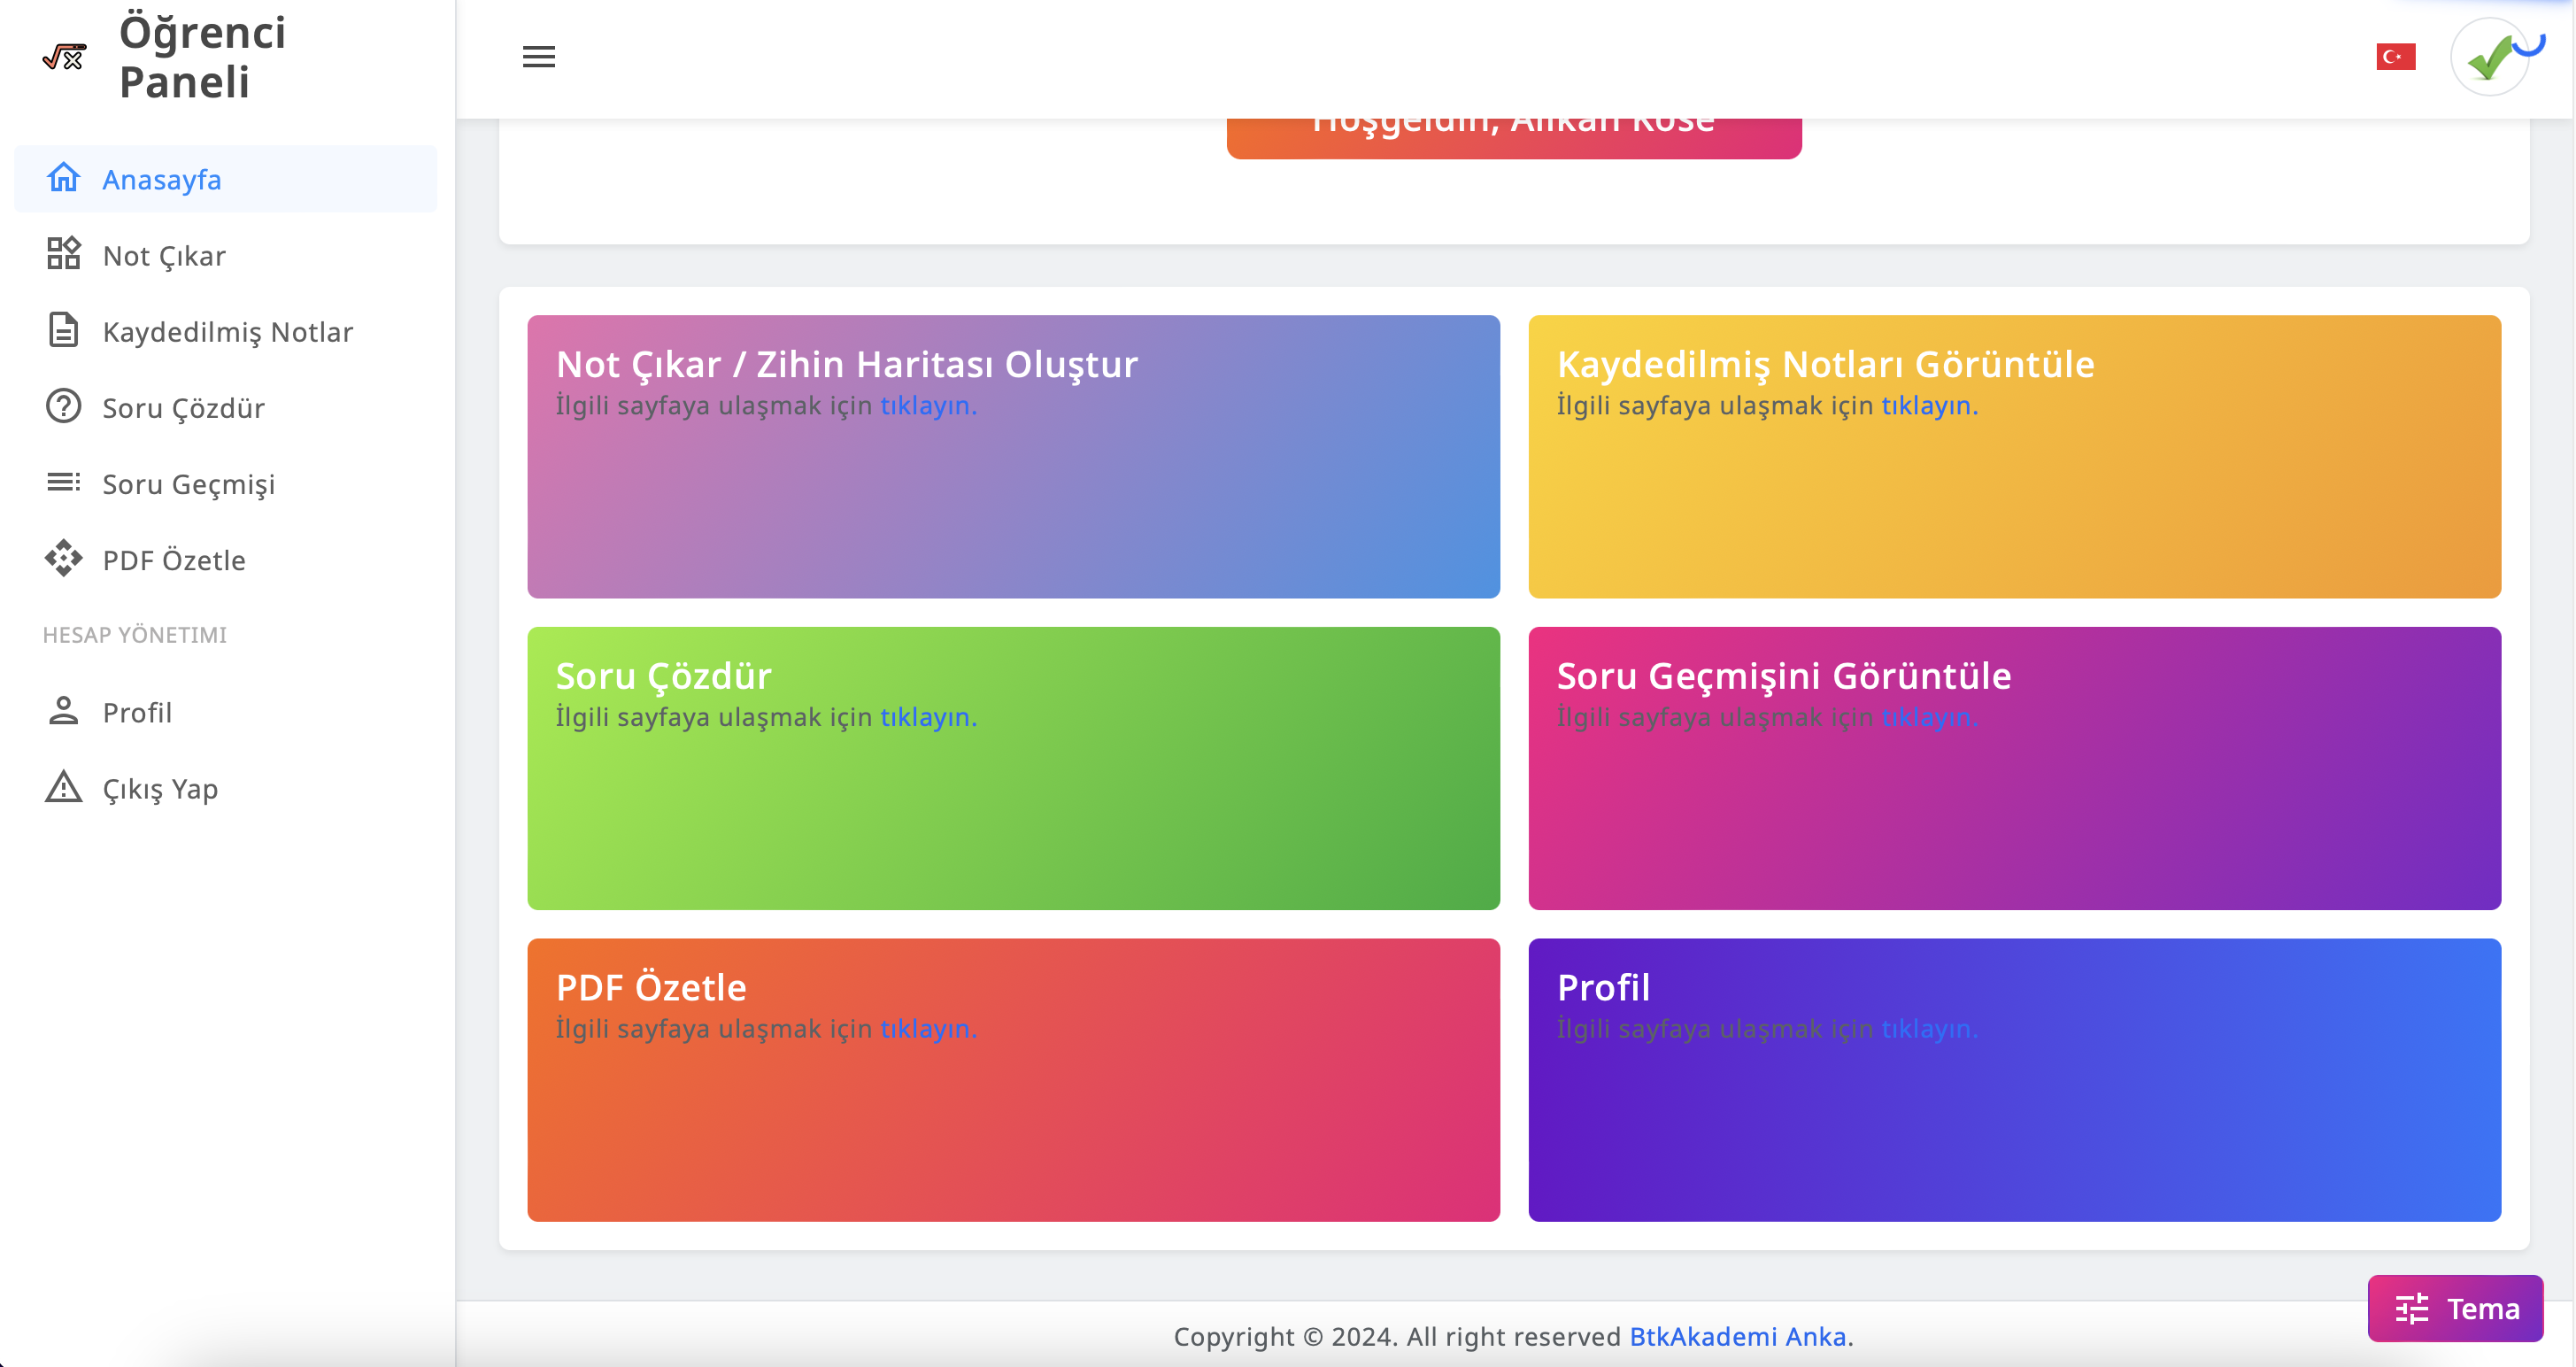 Öğrenci
Paneli
Anasayfa
Not Çıkar
Kaydedilmiş Notlar
Soru Çözdür
Soru Geçmişi
PDF Özetle
HESAP YÖNETIMI
Profil
Çıkış Yap
Hoşgeldin, Alikan Köse
Not Çıkar / Zihin Haritası Oluştur
İlgili sayfaya ulaşmak için tıklayın.
Kaydedilmiş Notları Görüntüle
İlgili sayfaya ulaşmak için tıklayın.
Soru Çözdür
İlgili sayfaya ulaşmak için tıklayın.
Soru Geçmişini Görüntüle
İlgili sayfaya ulaşmak için tıklayın.
PDF Özetle
İlgili sayfaya ulaşmak için tıklayın.
Profil
İlgili sayfaya ulaşmak için tıklayın.
Tema
Copyright © 2024. All right reserved BtkAkademi Anka.